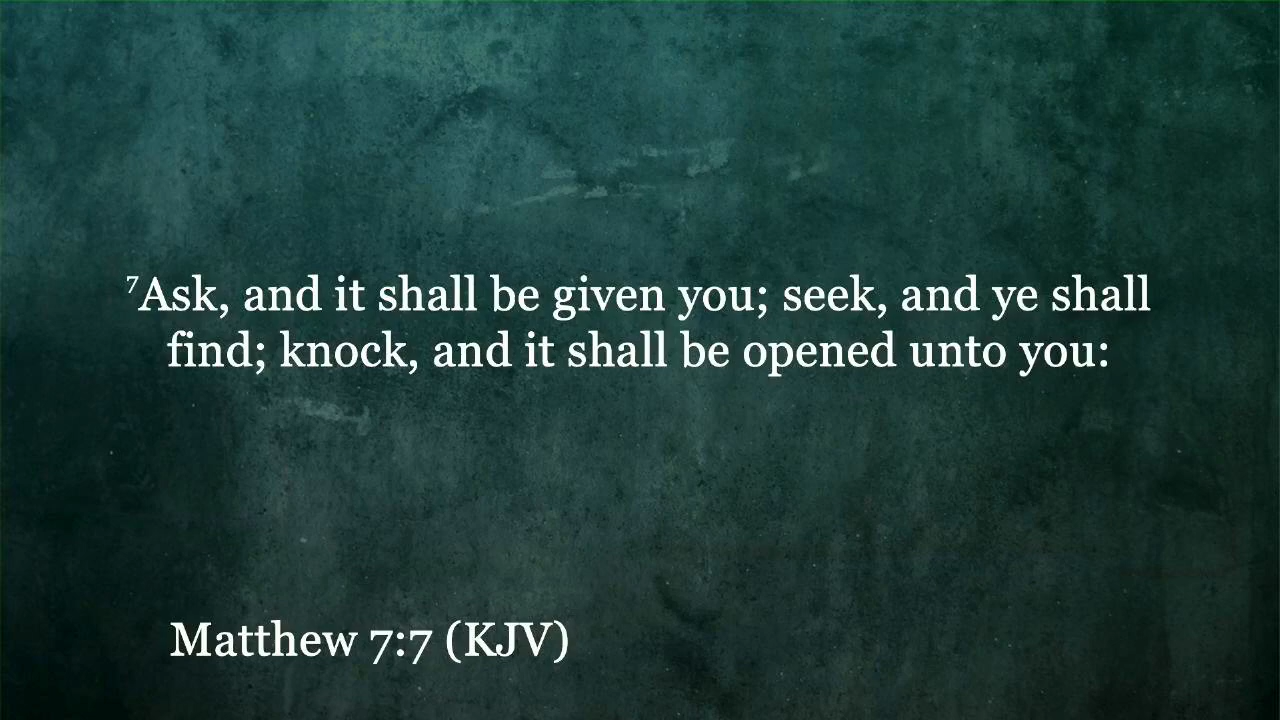 ⁷Ask, and it shall be given you; seek, and ye shall
find; knock, and it shall be opened unto you:
Matthew 7:7 (KJV)